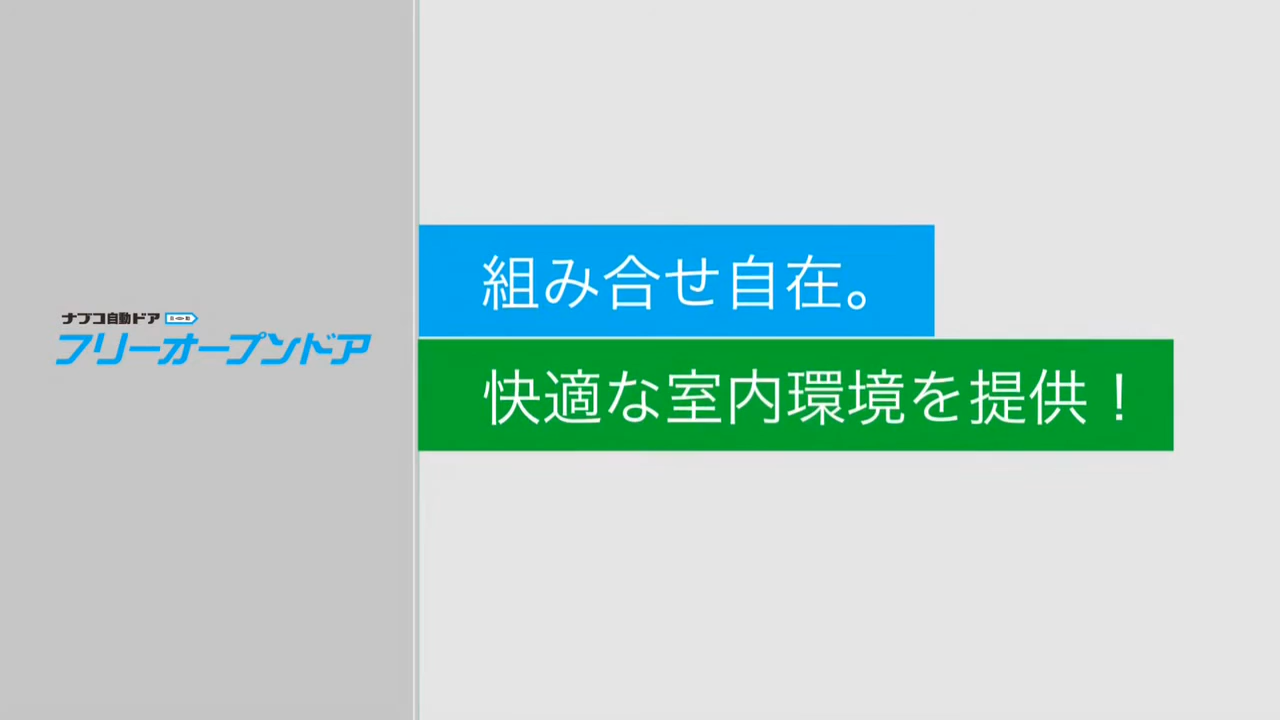 ナブコ自動ドア
フリーオープンドア
組み合せ自在。
快適な室内環境を提供！